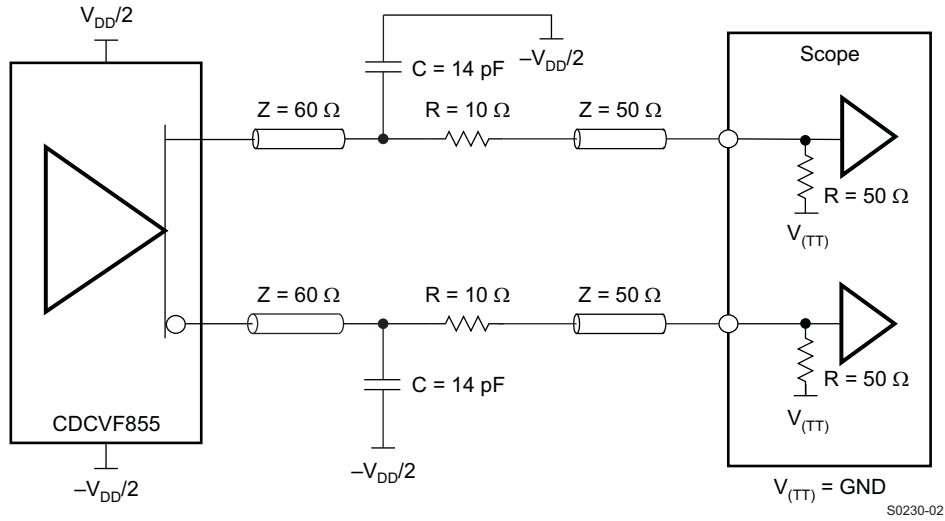 V_DD/2
–V_DD/2
C = 14 pF
Scope
Z = 60 Ω
R = 10 Ω
Z = 50 Ω
R = 50 Ω
V_(TT)
Z = 60 Ω
R = 10 Ω
Z = 50 Ω
C = 14 pF
R = 50 Ω
V_(TT)
CDCVF855
–V_DD/2
–V_DD/2
V_(TT) = GND
S0230-02